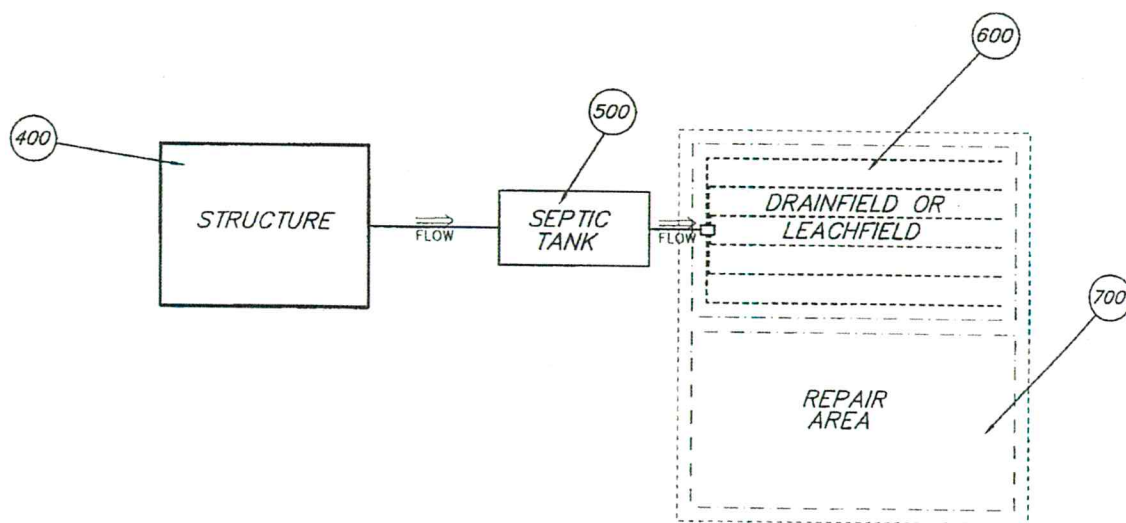 600
500
400
STRUCTURE
FLOW
SEPTIC
TANK
FLOW
DRAINFIELD OR
LEACHFIELD
700
REPAIR
AREA